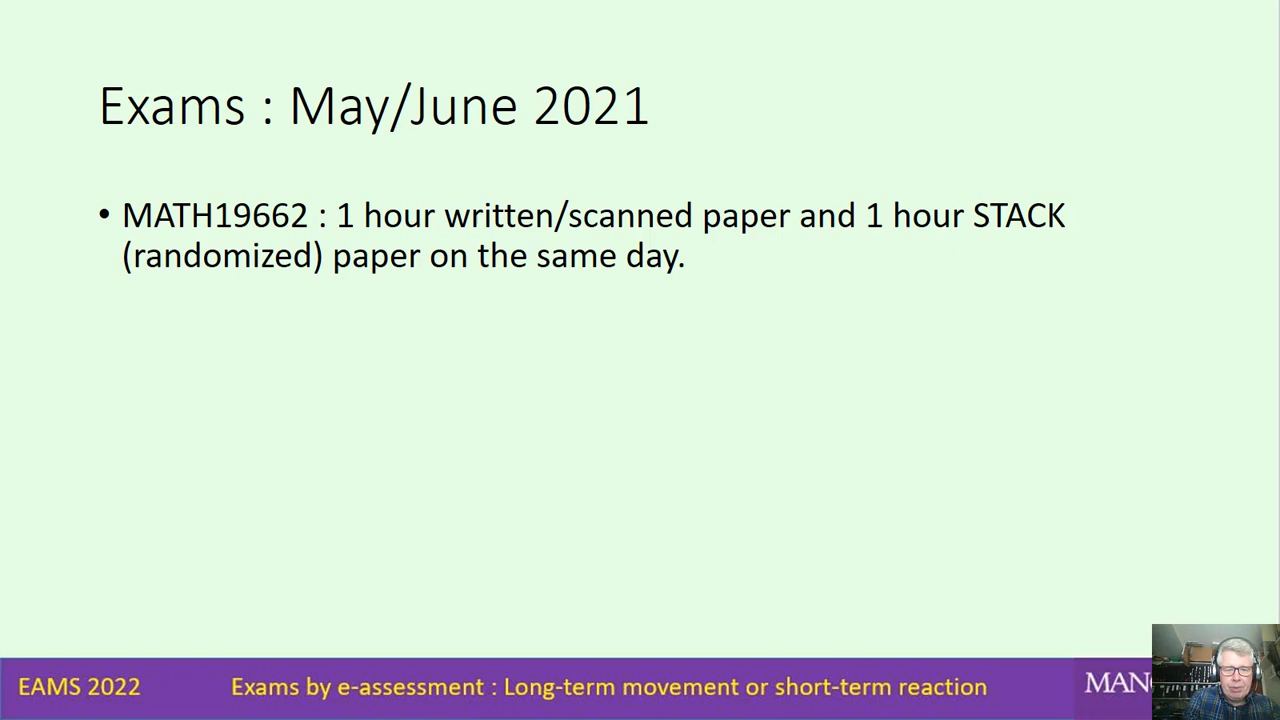 Exams : May/June 2021
• MATH19662 : 1 hour written/scanned paper and 1 hour STACK
(randomized) paper on the same day.
EAMS 2022
Exams by e-assessment : Long-term movement or short-term reaction